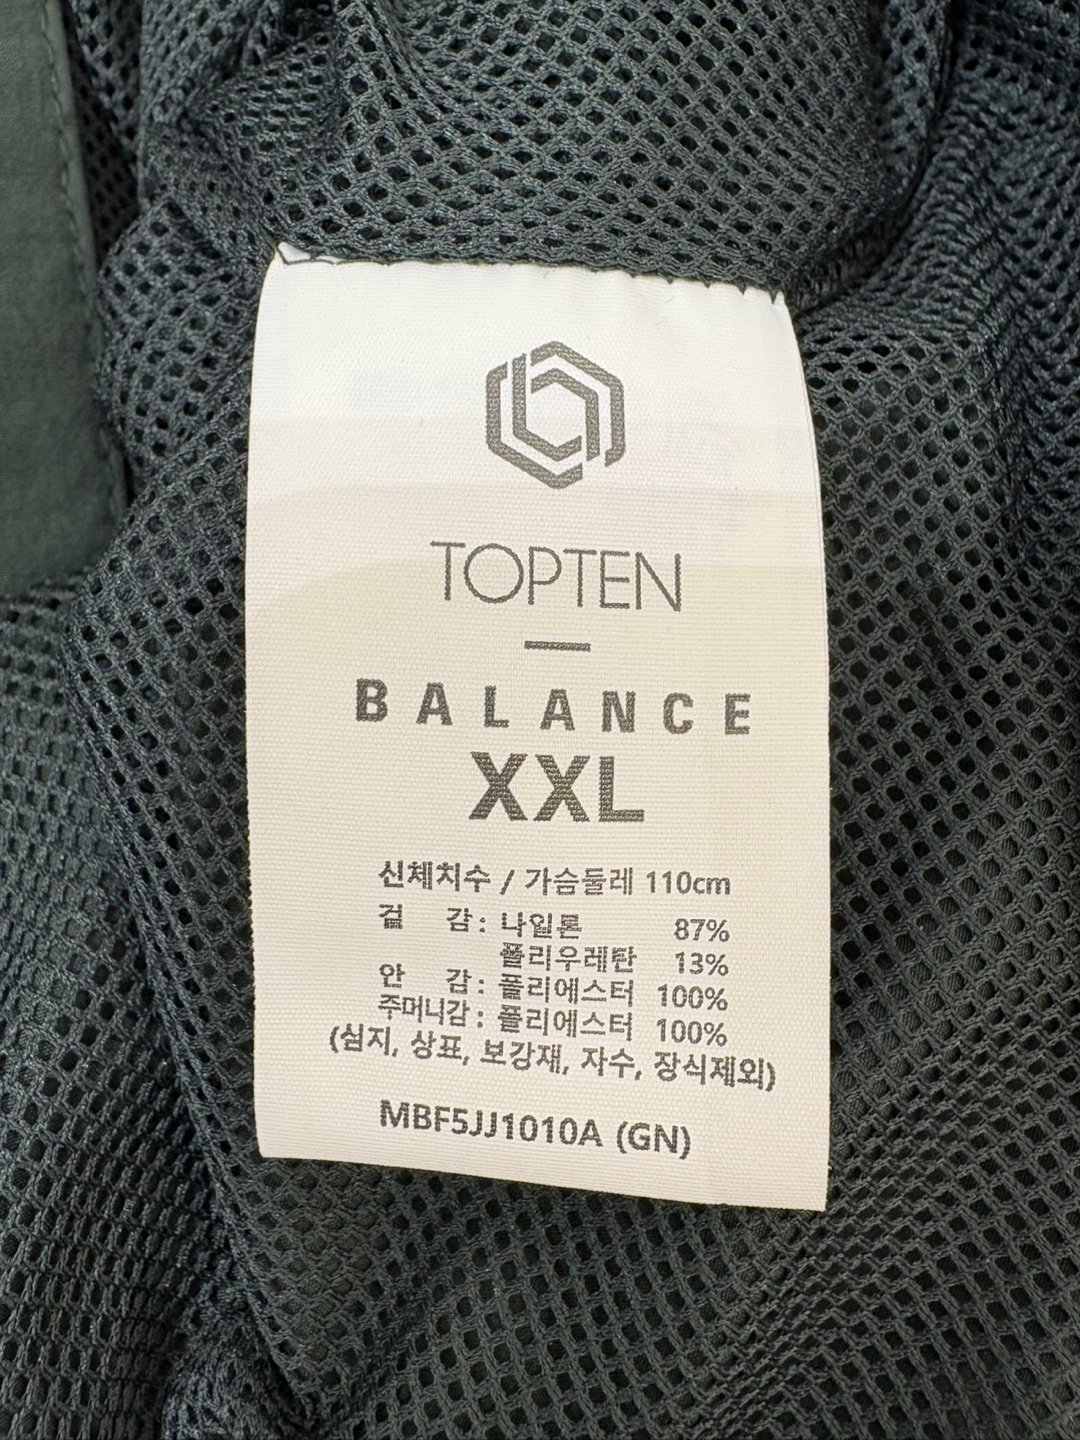 TOPTEN
BALANCE
XXL
신체치수 / 가슴둘레 110cm
겉 감 : 나일론 87%
폴리우레탄 13%
안 감 : 폴리에스터 100%
주머니감 : 폴리에스터 100%
(심지, 상표, 보강재, 자수, 장식제외)
MBF5JJ1010A (GN)